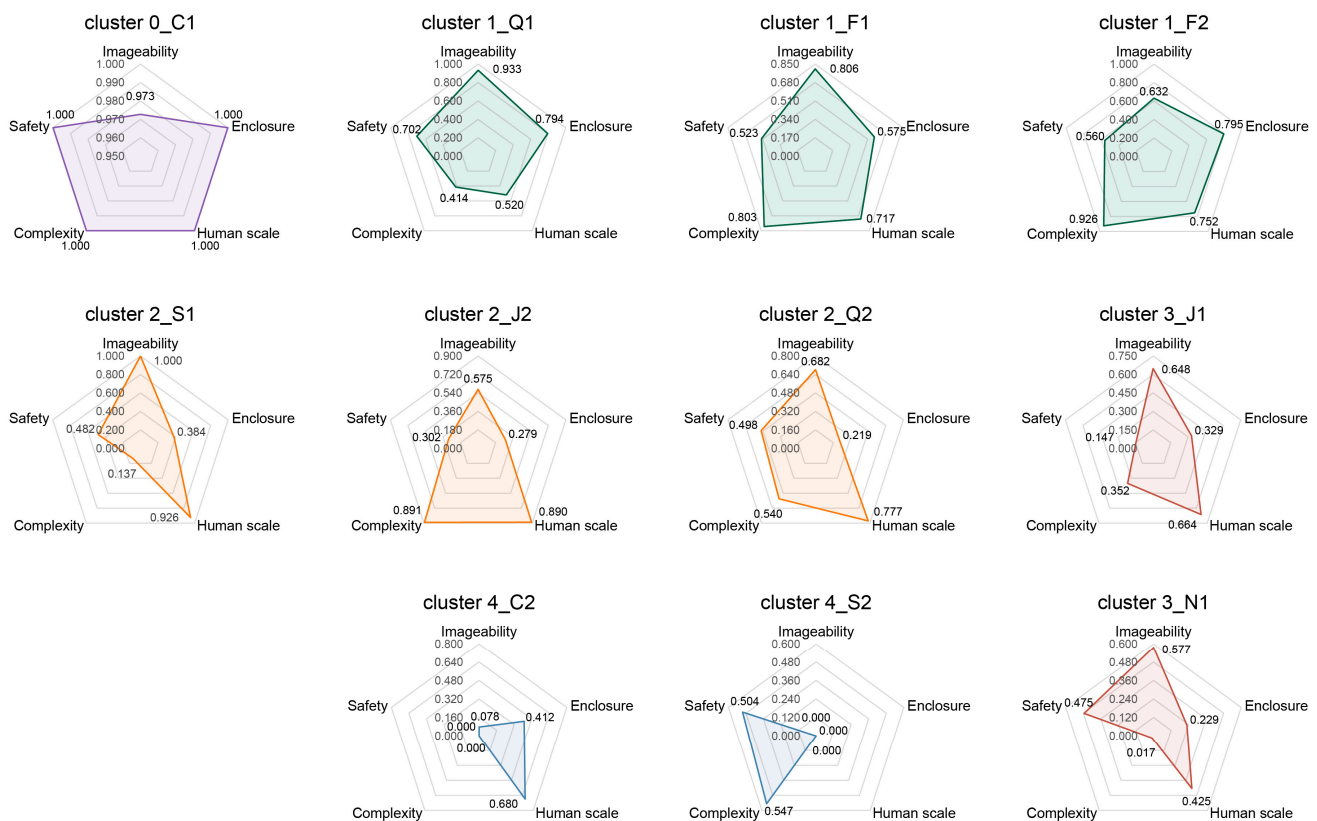 cluster 0_C1
Imageability
1.000
0.990
0.980
0.973
0.970
0.960
0.950
1.000
1.000
Safety
Enclosure
Complexity
Human scale
1.000
1.000
cluster 1_Q1
Imageability
1.000
0.933
0.800
0.600
0.400
0.200
0.000
0.794
0.702
Safety
Enclosure
0.414
0.520
Complexity
Human scale
cluster 1_F1
Imageability
0.850
0.806
0.680
0.510
0.340
0.170
0.000
0.523
0.575
Safety
Enclosure
0.803
0.717
Complexity
Human scale
cluster 1_F2
Imageability
1.000
0.800
0.632
0.600
0.400
0.200
0.000
0.795
0.560
Safety
Enclosure
0.926
0.752
Complexity
Human scale
cluster 2_S1
Imageability
1.000
1.000
0.800
0.600
0.400
0.200
0.000
Safety
Enclosure
0.482
0.384
0.137
0.926
Complexity
Human scale
cluster 2_J2
Imageability
0.900
0.720
0.575
0.540
0.360
0.180
0.000
Safety
Enclosure
0.302
0.279
0.891
0.890
Complexity
Human scale
cluster 2_Q2
Imageability
0.800
0.682
0.640
0.480
0.320
0.160
0.000
Safety
Enclosure
0.498
0.219
0.540
0.777
Complexity
Human scale
cluster 3_J1
Imageability
0.750
0.648
0.600
0.450
0.300
0.150
0.000
Safety
Enclosure
0.147
0.329
0.352
0.664
Complexity
Human scale
cluster 4_C2
Imageability
0.800
0.640
0.480
0.320
0.160
0.000
Safety
Enclosure
0.078
0.412
0.000
0.000
0.680
Complexity
Human scale
cluster 4_S2
Imageability
0.600
0.480
0.360
0.240
0.120
0.000
Safety
Enclosure
0.504
0.000
0.000
0.000
0.547
Complexity
Human scale
cluster 3_N1
Imageability
0.600
0.577
0.480
0.360
0.240
0.120
0.000
0.475
Safety
Enclosure
0.229
0.017
0.425
Complexity
Human scale